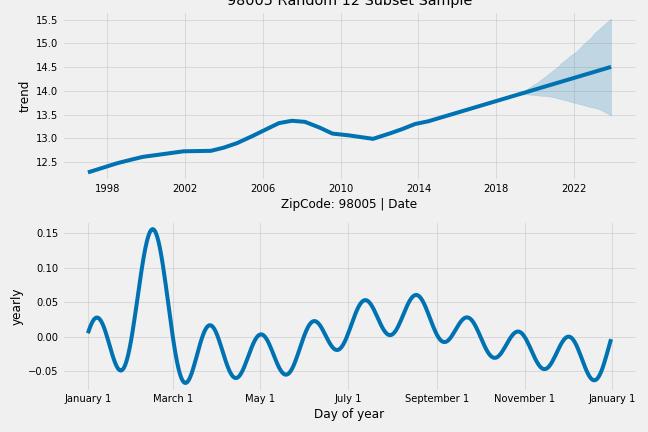 98005 Random 12 Subset Sample
15.5
15.0
14.5
14.0
13.5
13.0
12.5
trend
1998 2002 2006 2010 2014 2018 2022
ZipCode: 98005 | Date
0.15
0.10
0.05
0.00
−0.05
yearly
January 1 March 1 May 1 July 1 September 1 November 1 January 1
Day of year